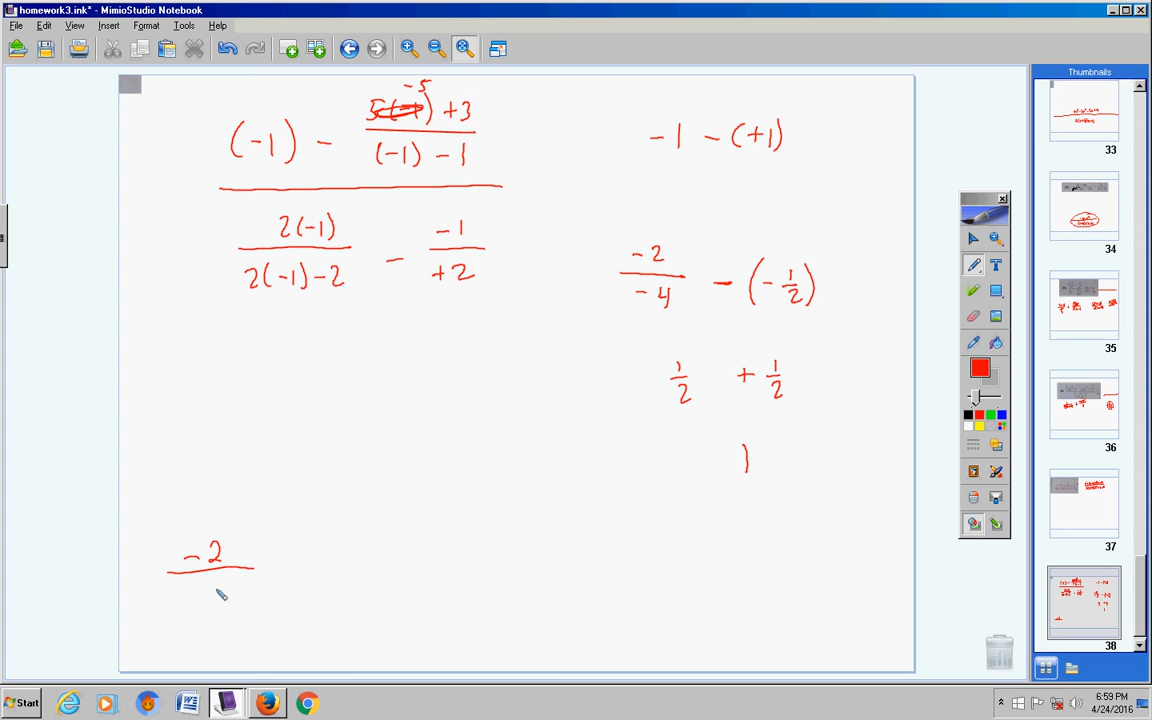 homework3.ink* - MimioStudio Notebook
File Edit View Insert Format Tools Help
Thumbnails
-5
5(-1) + 3
(-1) -
(-1) - 1
2(-1)
2(-1) - 2
-
-1
+2
-1 - (+1)
-2
-4
- (- 1/2)
1/2 + 1/2
1
-2
33
34
35
36
37
38
T
Start
6:59 PM
4/24/2016